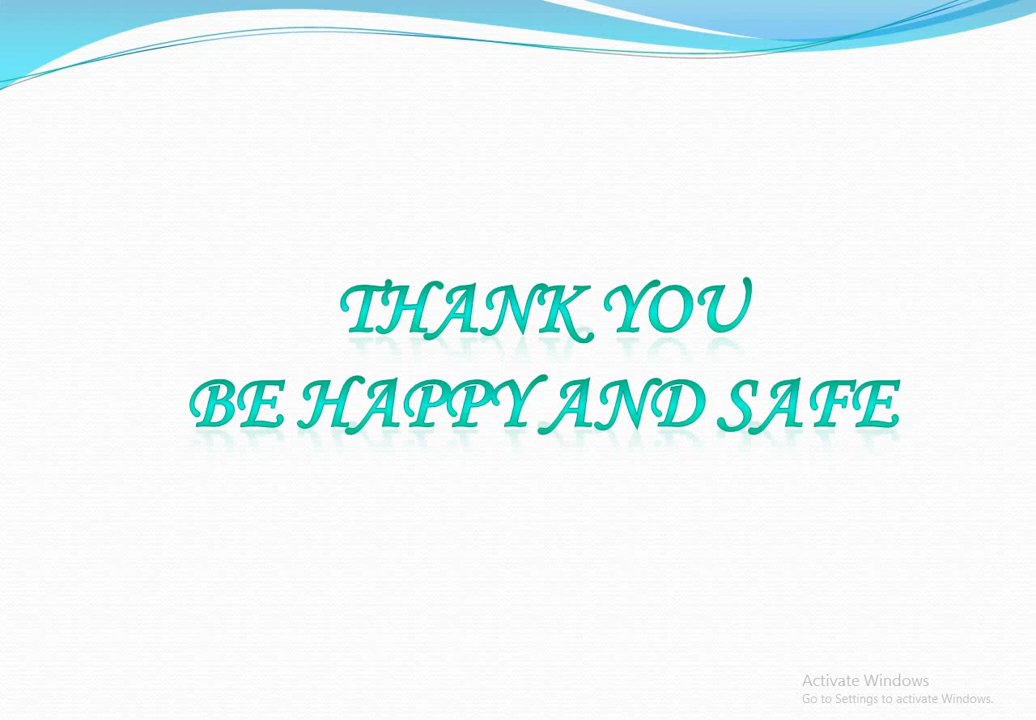 THANK YOU
BE HAPPY AND SAFE
Activate Windows
Go to Settings to activate Windows.